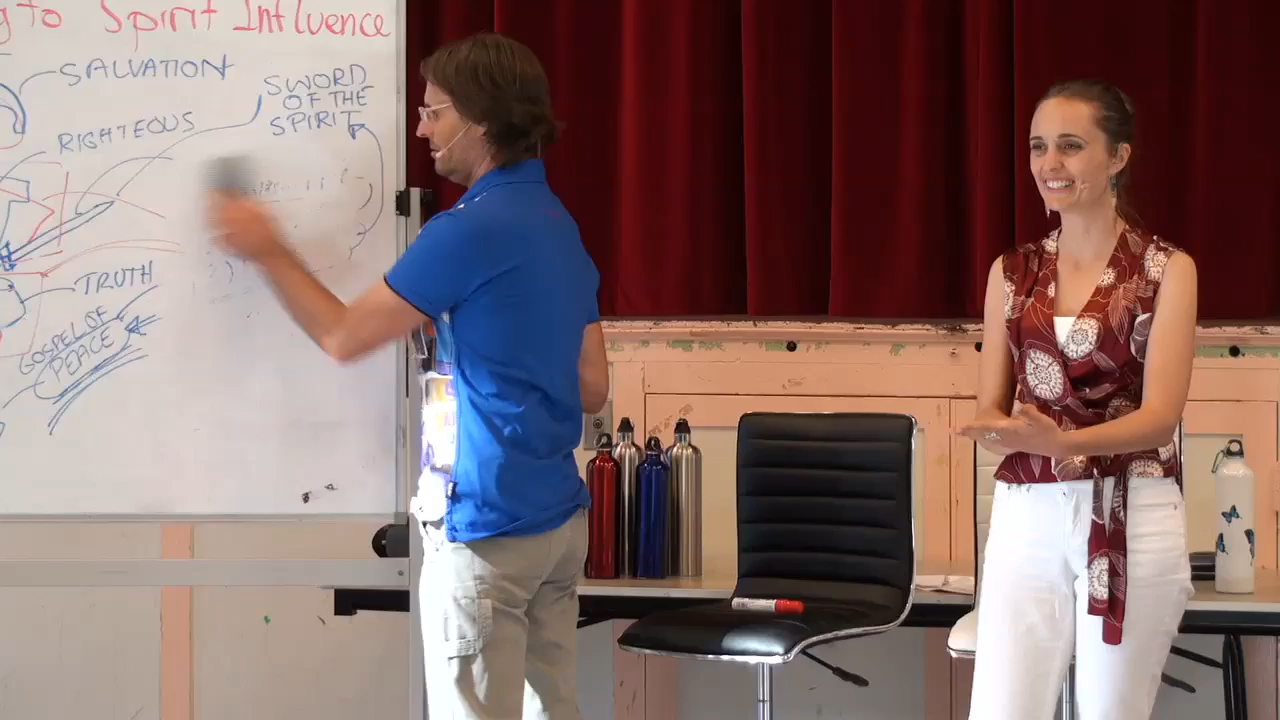 to Spirit Influence
SALVATION
SWORD
OF THE
SPIRIT
RIGHTEOUS
TRUTH
GOSPEL OF
PEACE